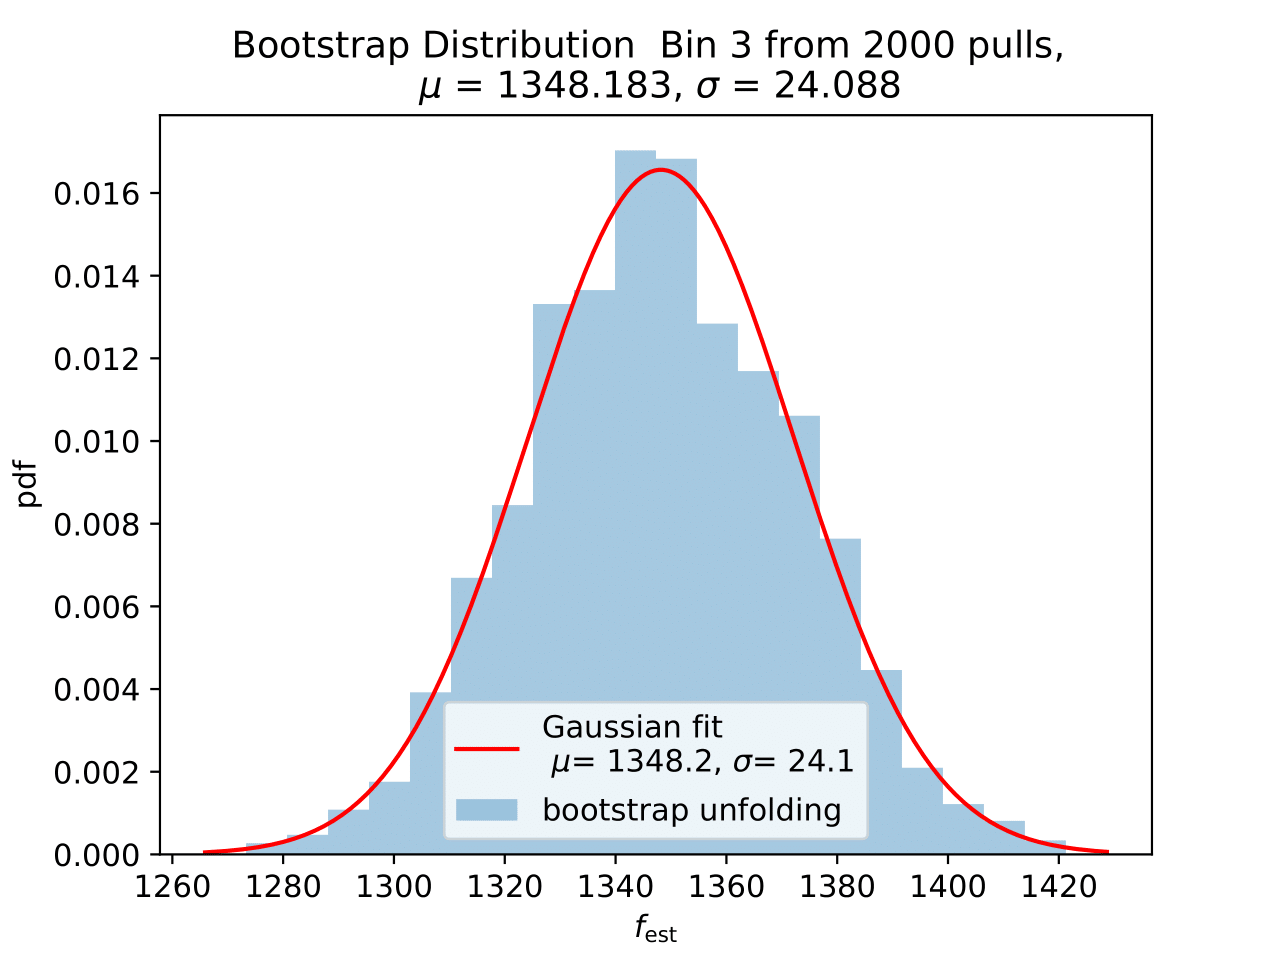 Bootstrap Distribution  Bin 3 from 2000 pulls,
μ = 1348.183, σ = 24.088
pdf
0.016
0.014
0.012
0.010
0.008
0.006
0.004
0.002
0.000
Gaussian fit
μ= 1348.2, σ= 24.1
bootstrap unfolding
1260 1280 1300 1320 1340 1360 1380 1400 1420
f_est